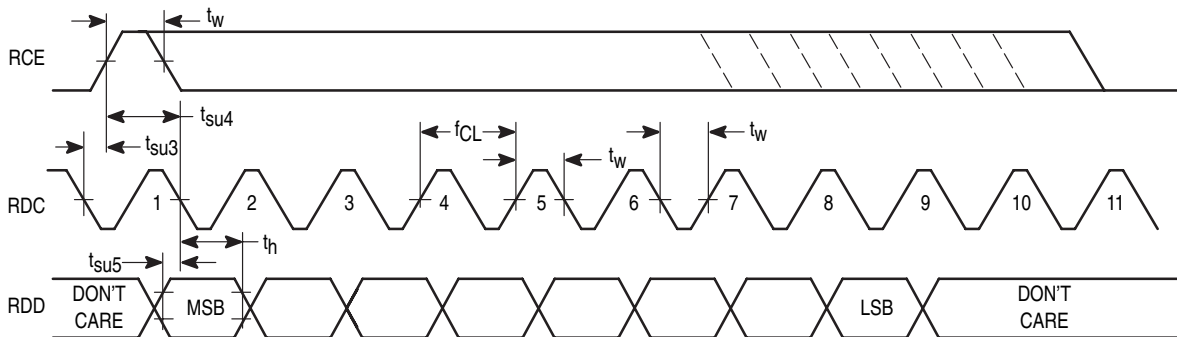 tw
RCE
tsu4
tsu3
fCL
tw
tw
RDC
1 2 3 4 5 6 7 8 9 10 11
th
tsu5
RDD
DON'T
CARE
MSB
LSB
DON'T
CARE